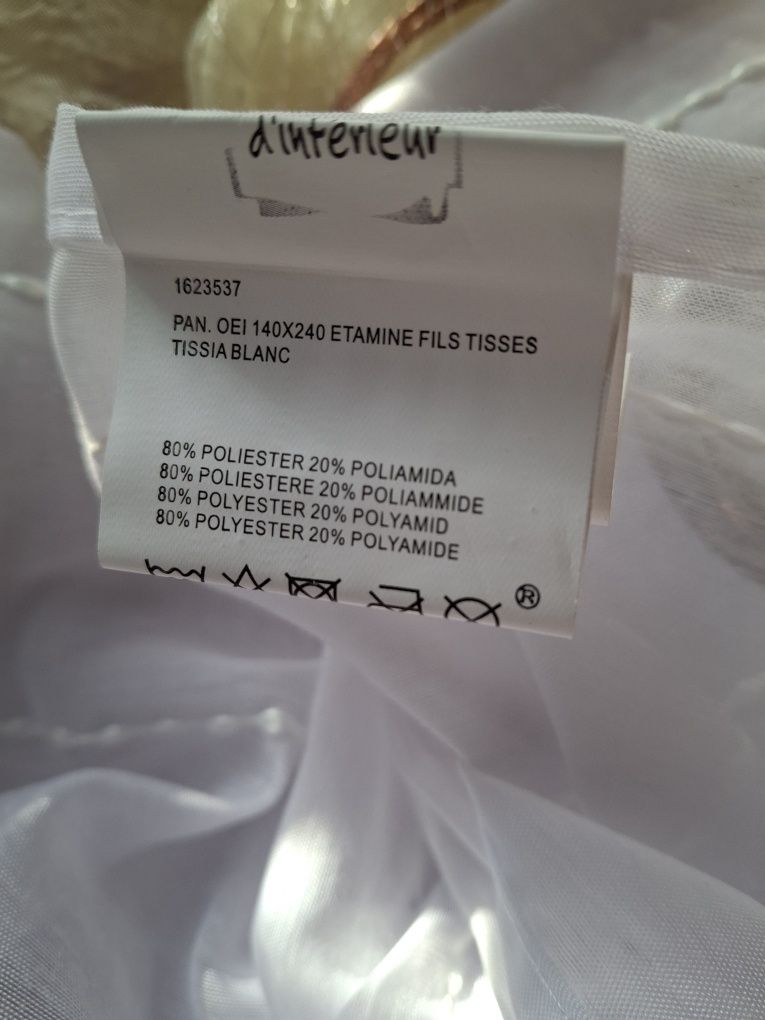 d'intérieur
1623537
PAN. OEI 140X240 ETAMINE FILS TISSES
TISSIA BLANC
80% POLIESTER 20% POLIAMIDA
80% POLIESTERE 20% POLIAMMIDE
80% POLYESTER 20% POLYAMID
80% POLYESTER 20% POLYAMIDE
®